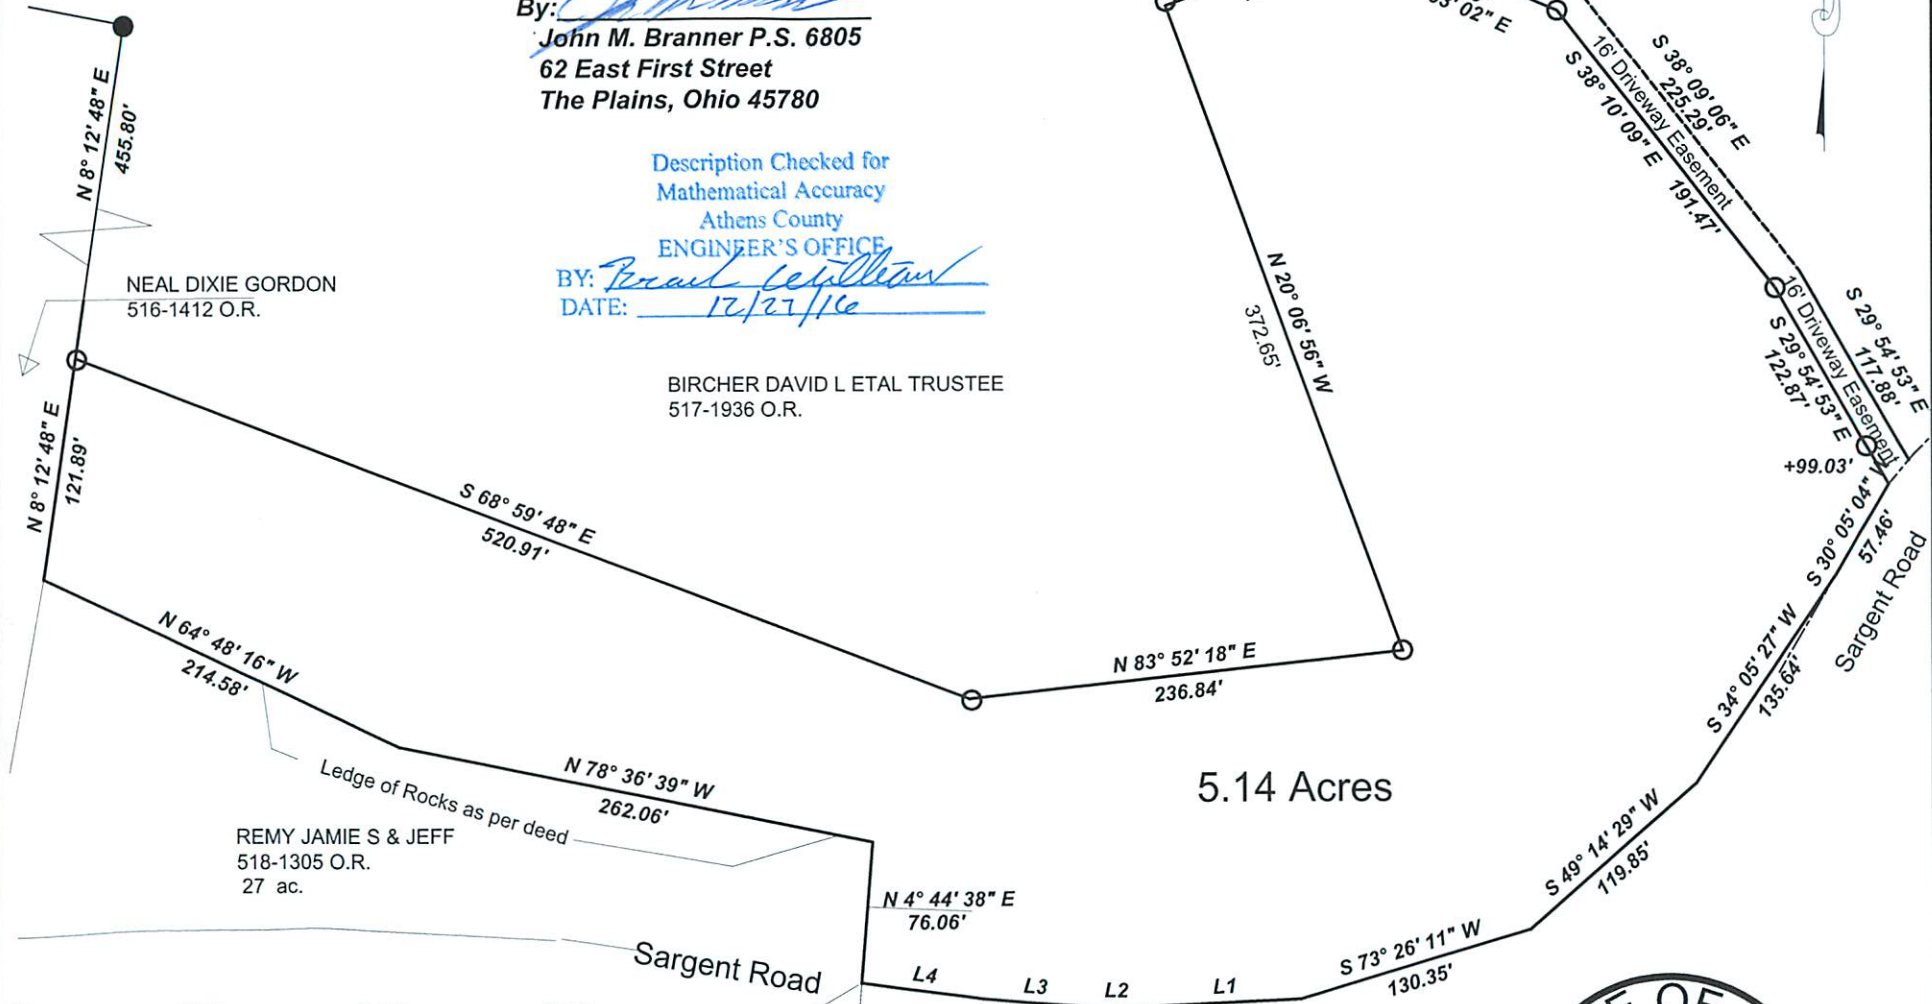 By:
John M. Branner P.S. 6805
62 East First Street
The Plains, Ohio 45780
Description Checked for
Mathematical Accuracy
Athens County
ENGINEER'S OFFICE
BY:
DATE: 12/27/16
N 8° 12' 48" E
455.80'
NEAL DIXIE GORDON
516-1412 O.R.
BIRCHER DAVID L ETAL TRUSTEE
517-1936 O.R.
N 8° 12' 48" E
121.89'
S 68° 59' 48" E
520.91'
N 83° 52' 18" E
236.84'
N 20° 06' 56" W
372.65'
' 02" E
S 38° 09' 06" E
225.29'
16' Driveway Easement
S 38° 10' 09" E 191.47'
S 29° 54' 53" E
117.88'
16' Driveway Easement
S 29° 54' 53" E
122.87'
+99.03'
S 30° 05' 04" W
57.46'
Sargent Road
S 34° 05' 27" W
135.64'
S 49° 14' 29" W
119.85'
S 73° 26' 11" W
130.35'
5.14 Acres
N 64° 48' 16" W
214.58'
N 78° 36' 39" W
262.06'
Ledge of Rocks as per deed
REMY JAMIE S & JEFF
518-1305 O.R.
27 ac.
N 4° 44' 38" E
76.06'
Sargent Road
L4 L3 L2 L1
E OF